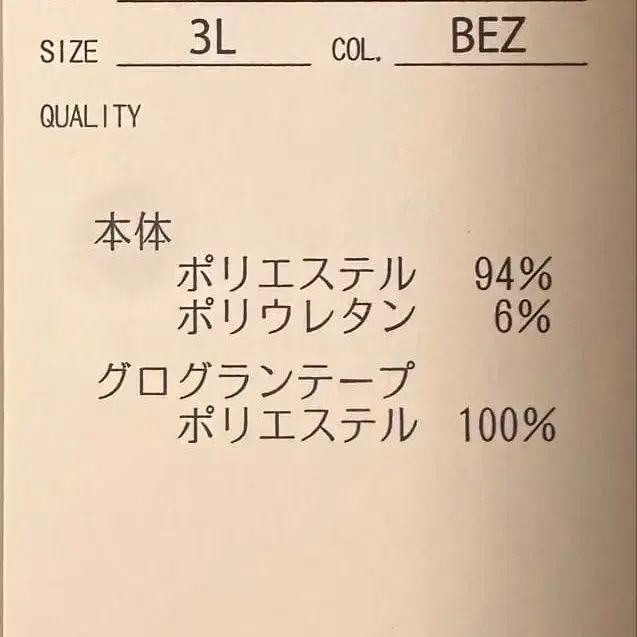 SIZE 3L COL. BEZ
QUALITY
本体
ポリエステル 94%
ポリウレタン 6%
グログランテープ
ポリエステル 100%